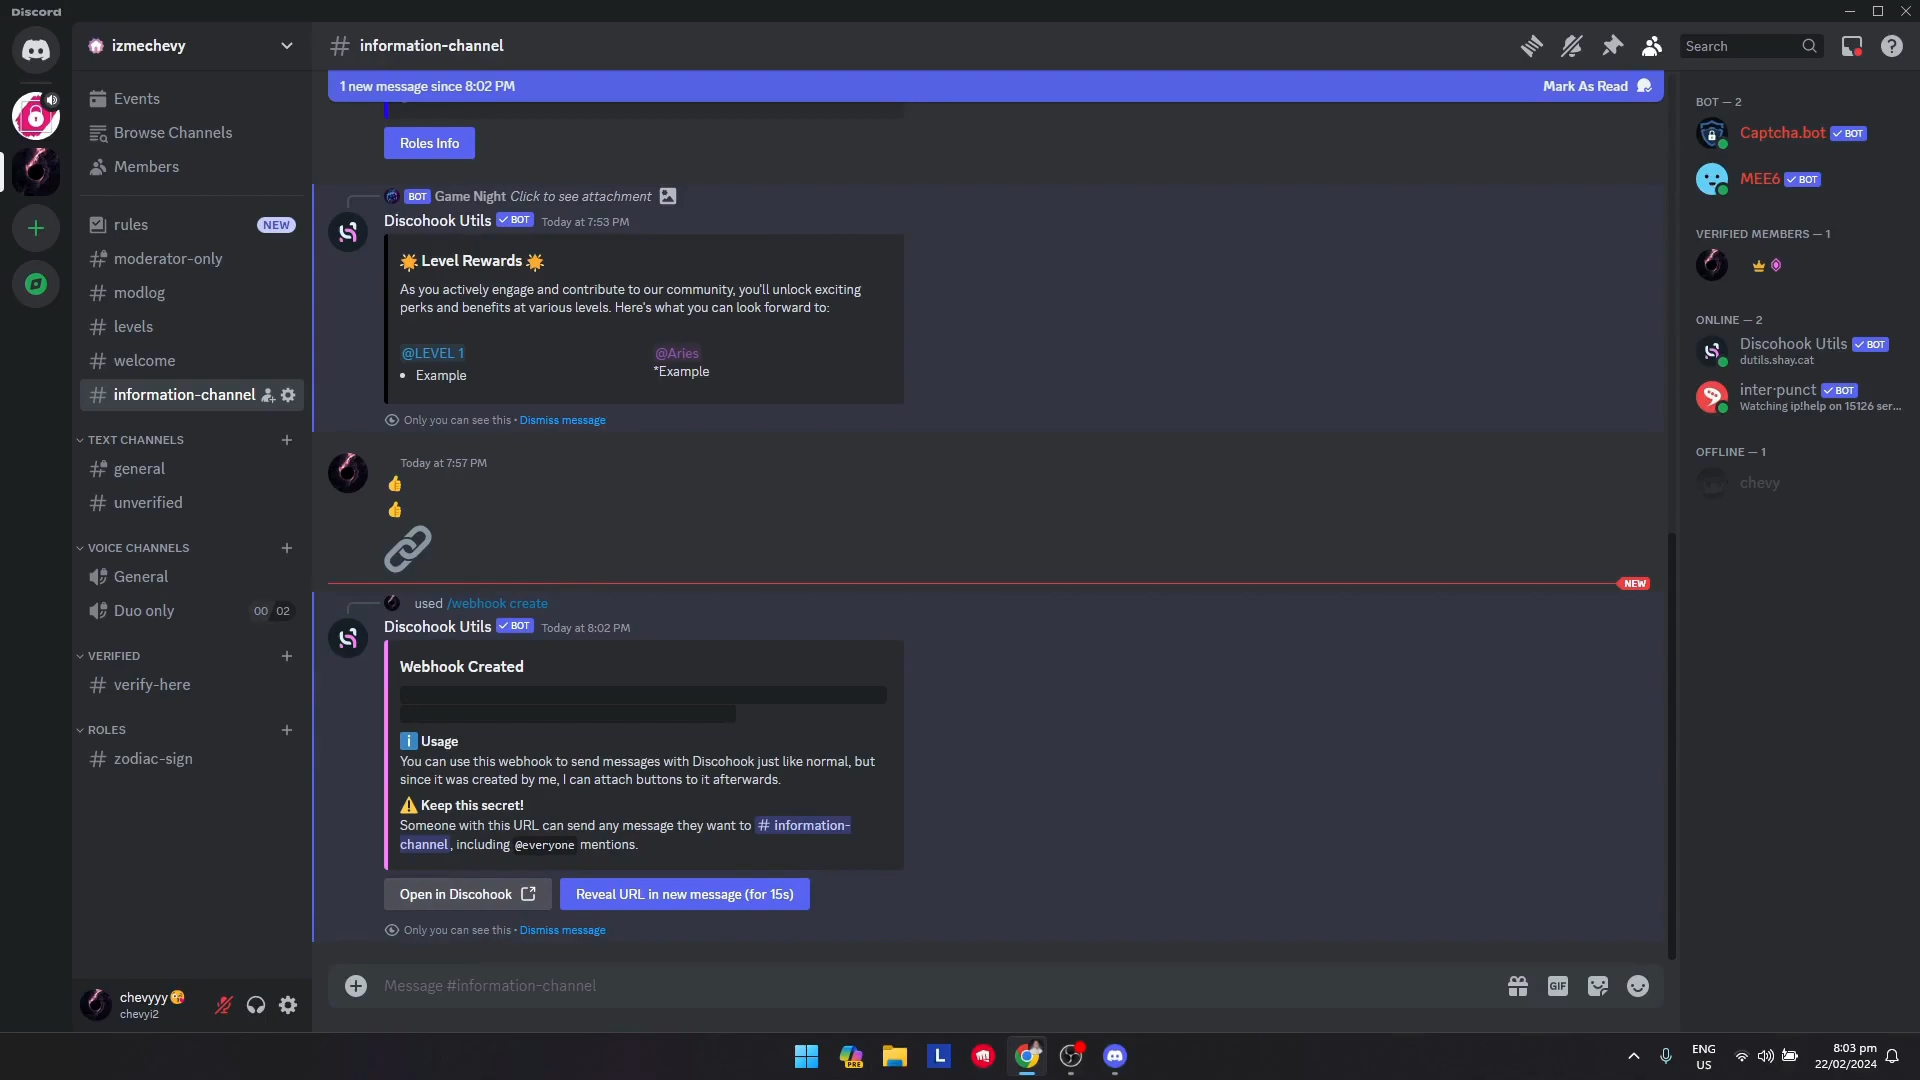 Discord
izmechevy
information-channel
Search
1 new message since 8:02 PM
Mark As Read
Events
Browse Channels
Members
rules
NEW
moderator-only
modlog
levels
welcome
information-channel
TEXT CHANNELS
general
unverified
VOICE CHANNELS
General
Duo only
00 02
VERIFIED
verify-here
ROLES
zodiac-sign
chevyyy
chevyi2
Roles Info
BOT Game Night Click to see attachment
Discohook Utils BOT Today at 7:53 PM
Level Rewards
As you actively engage and contribute to our community, you'll unlock exciting
perks and benefits at various levels. Here's what you can look forward to:
@LEVEL 1
• Example
@Aries
*Example
Only you can see this • Dismiss message
Today at 7:57 PM
NEW
used /webhook create
Discohook Utils BOT Today at 8:02 PM
Webhook Created
Usage
You can use this webhook to send messages with Discohook just like normal, but
since it was created by me, I can attach buttons to it afterwards.
Keep this secret!
Someone with this URL can send any message they want to # information-
channel, including @everyone mentions.
Open in Discohook
Reveal URL in new message (for 15s)
Only you can see this • Dismiss message
Message #information-channel
GIF
BOT — 2
Captcha.bot BOT
MEE6 BOT
VERIFIED MEMBERS — 1
ONLINE — 2
Discohook Utils BOT
dutils.shay.cat
inter·punct BOT
Watching ip!help on 15126 ser...
OFFLINE — 1
chevy
PRE
L
ENG
US
8:03 pm
22/02/2024